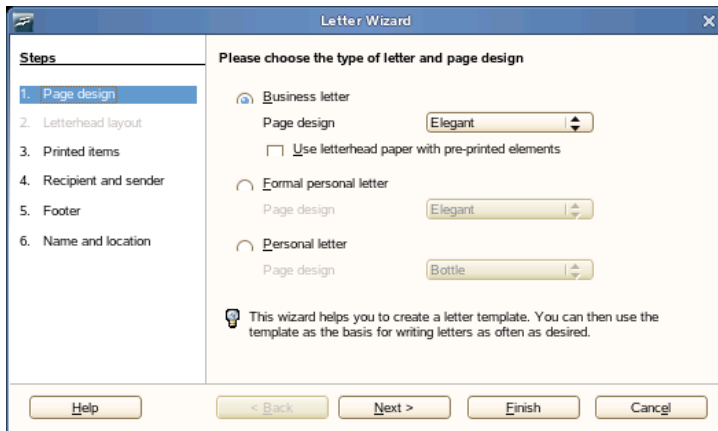 Letter Wizard
Steps
1. Page design
2. Letterhead layout
3. Printed items
4. Recipient and sender
5. Footer
6. Name and location
Please choose the type of letter and page design
Business letter
Page design Elegant
Use letterhead paper with pre-printed elements
Formal personal letter
Page design Elegant
Personal letter
Page design Bottle
This wizard helps you to create a letter template. You can then use the
template as the basis for writing letters as often as desired.
Help < Back Next > Finish Cancel